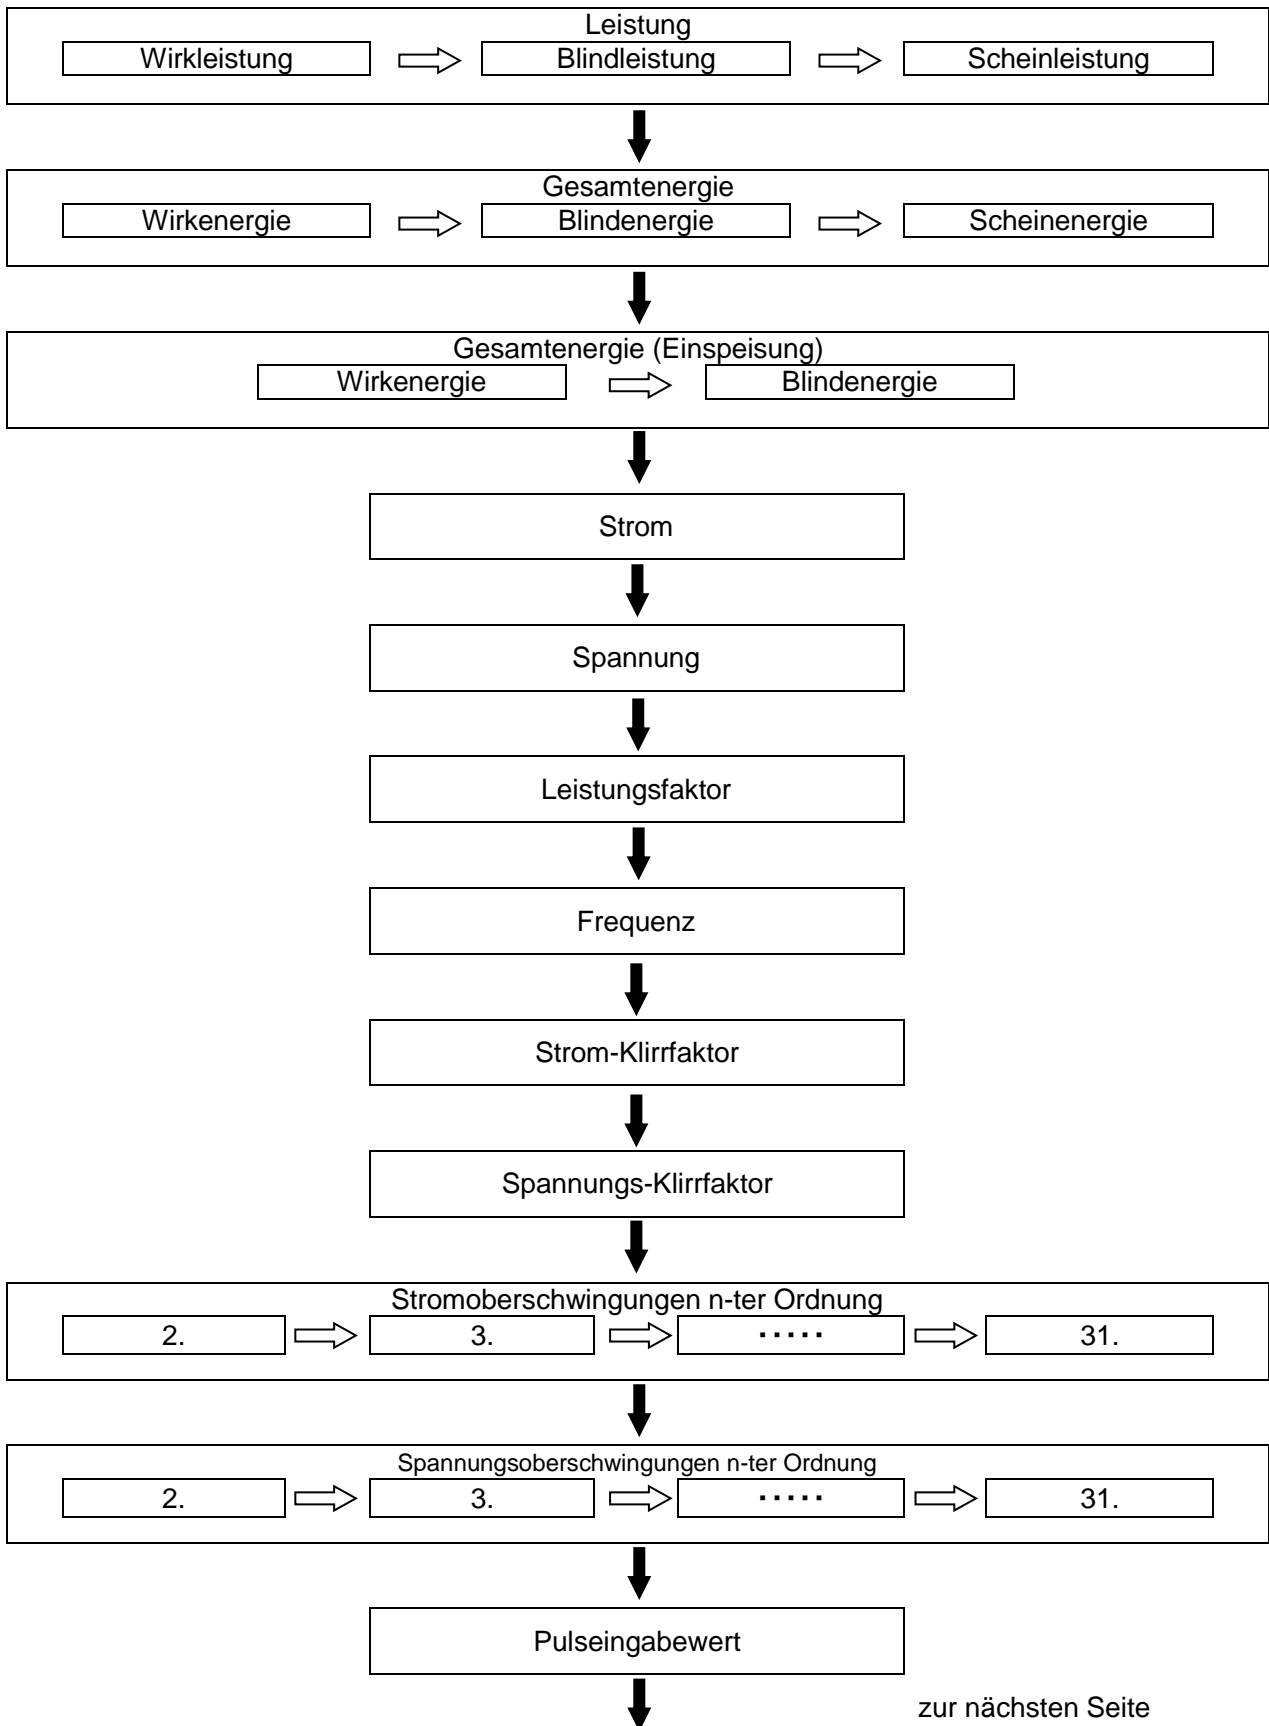 Leistung
Wirkleistung Blindleistung Scheinleistung
Gesamtenergie
Wirkenergie Blindenergie Scheinenergie
Gesamtenergie (Einspeisung)
Wirkenergie Blindenergie
Strom
Spannung
Leistungsfaktor
Frequenz
Strom-Klirrfaktor
Spannungs-Klirrfaktor
Stromoberschwingungen n-ter Ordnung
2. 3. ····· 31.
Spannungsoberschwingungen n-ter Ordnung
2. 3. ····· 31.
Pulseingabewert
zur nächsten Seite